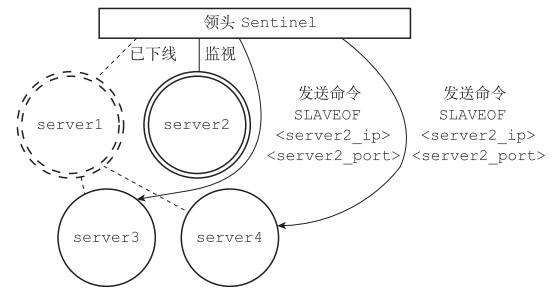 领头 Sentinel
已下线
监视
发送命令
SLAVEOF
<server2_ip>
<server2_port>
发送命令
SLAVEOF
<server2_ip>
<server2_port>
server1
server2
server3
server4